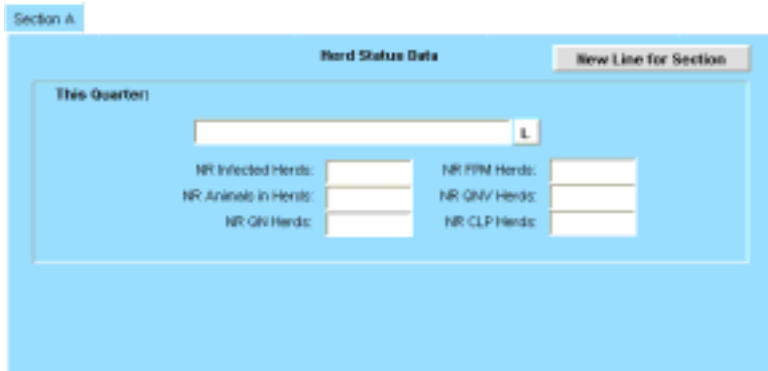 Section A
Herd Status Data
New Line for Section
This Quarter:
L
NR Infected Herds: NR FPM Herds:
NR Animals in Herds: NR QNV Herds:
NR QN Herds: NR CLP Herds: